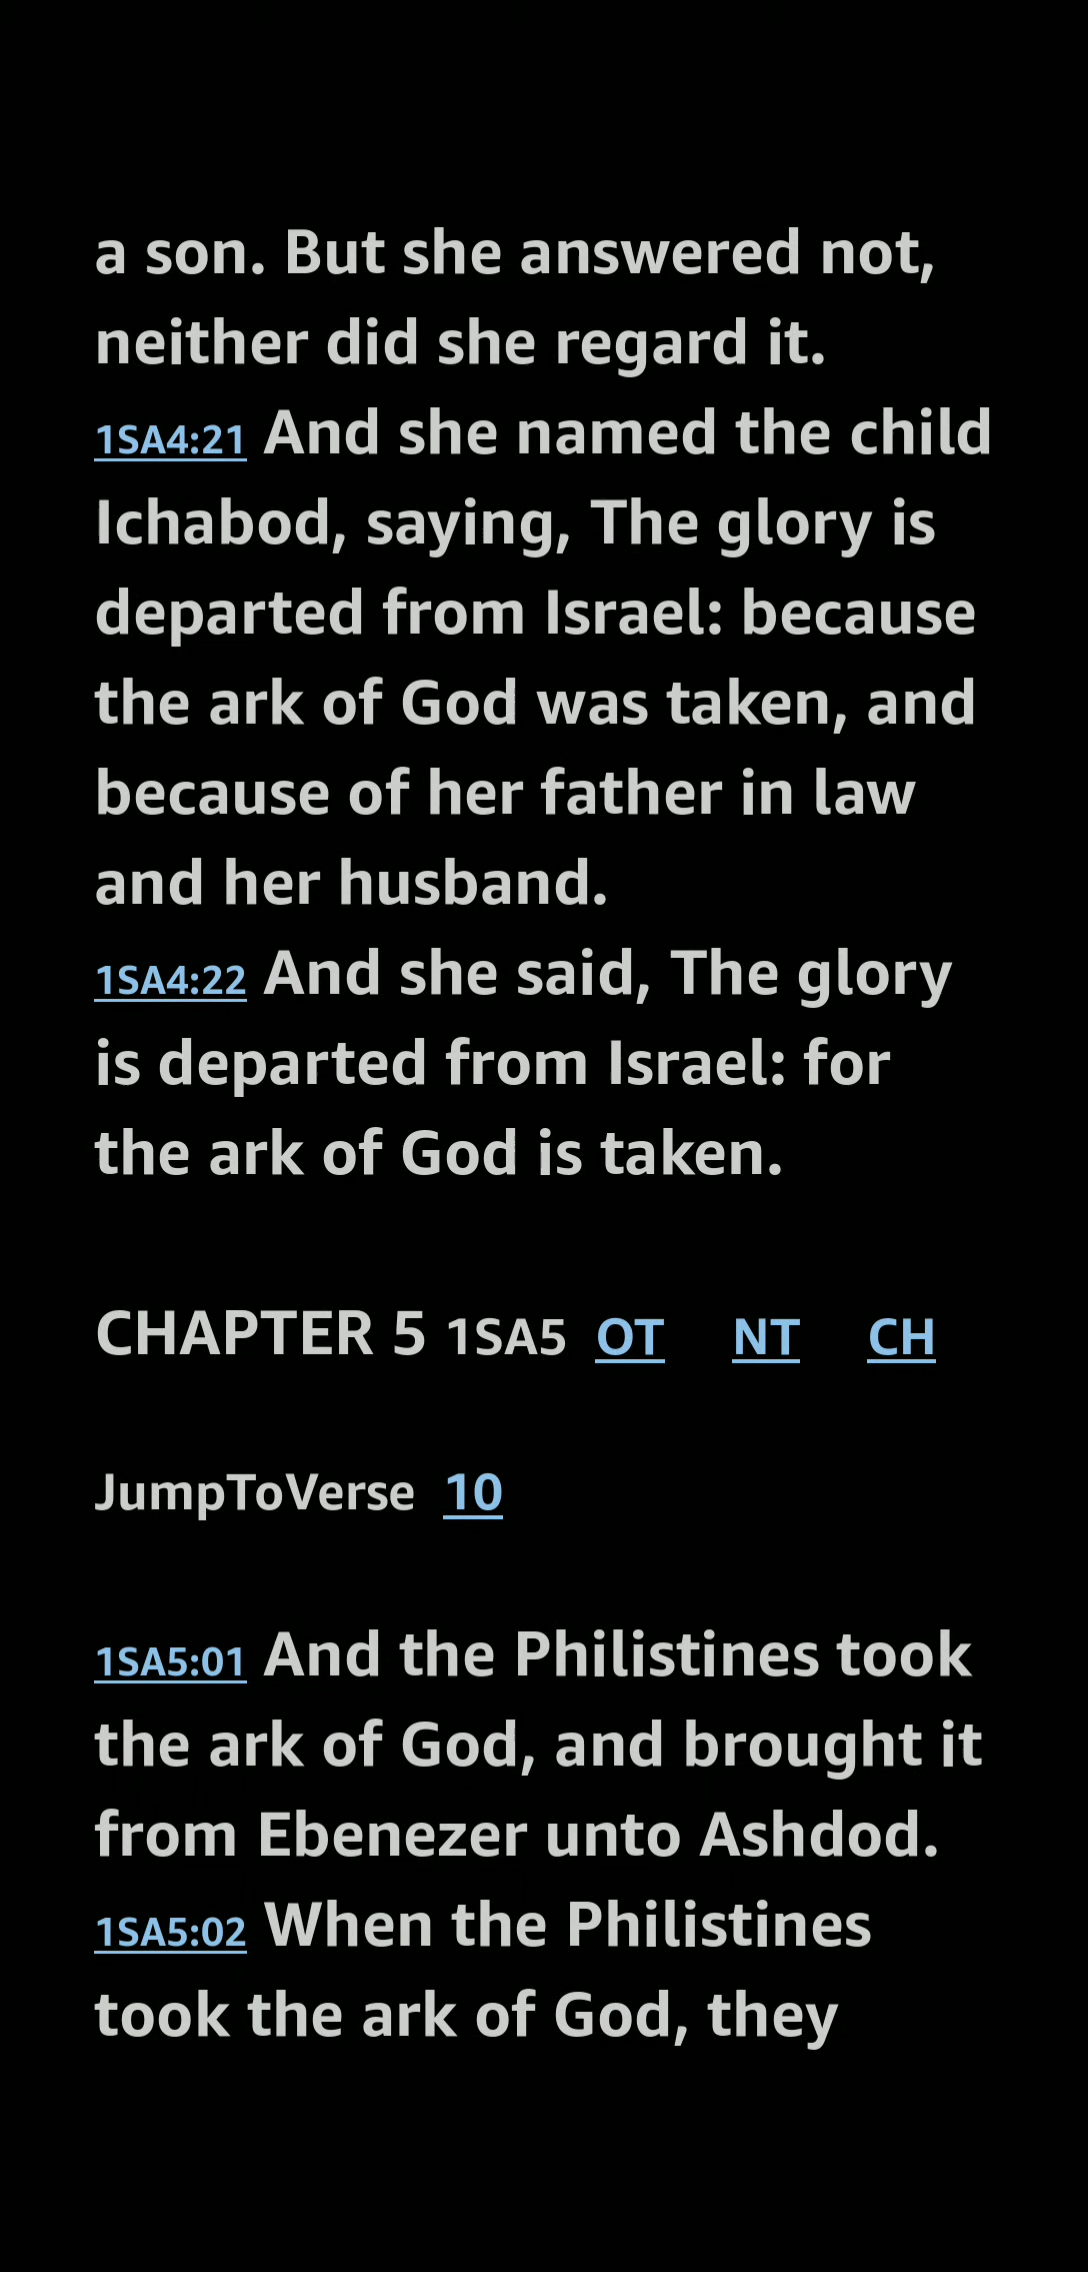 a son. But she answered not,
neither did she regard it.
1SA4:21 And she named the child
Ichabod, saying, The glory is
departed from Israel: because
the ark of God was taken, and
because of her father in law
and her husband.
1SA4:22 And she said, The glory
is departed from Israel: for
the ark of God is taken.
CHAPTER 5 1SA5 OT NT CH
JumpToVerse 10
1SA5:01 And the Philistines took
the ark of God, and brought it
from Ebenezer unto Ashdod.
1SA5:02 When the Philistines
took the ark of God, they